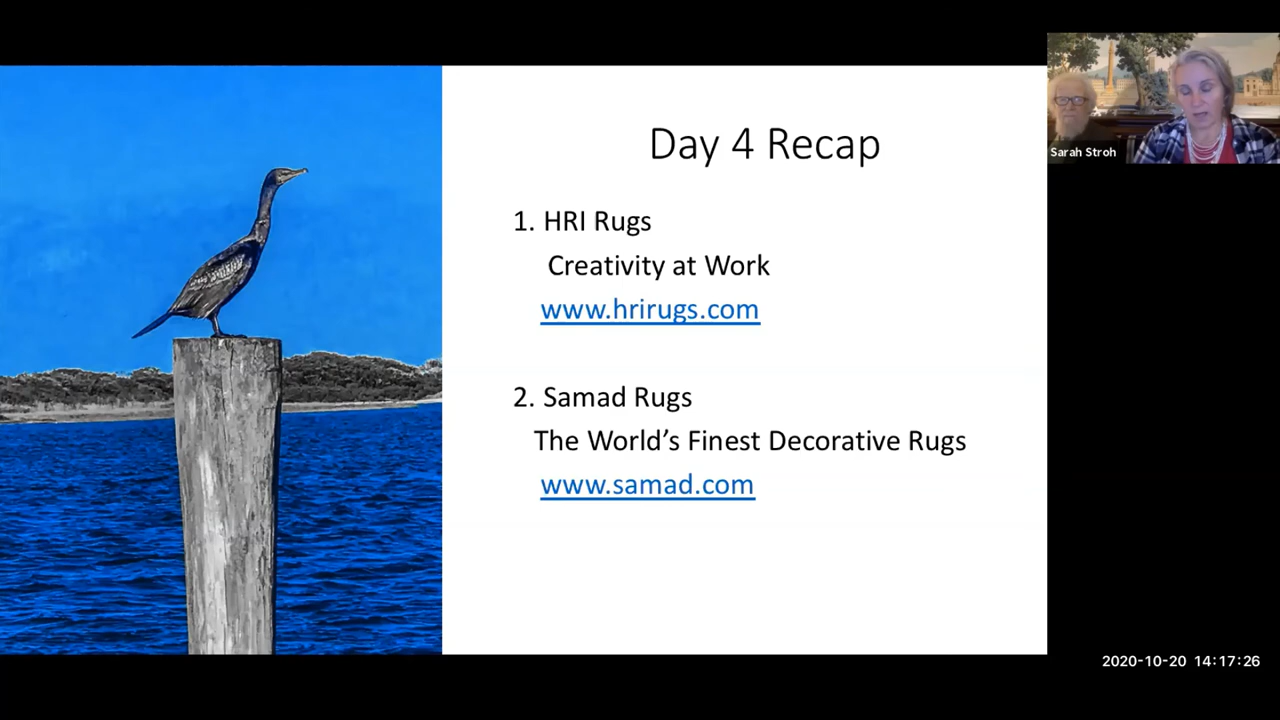 Day 4 Recap
1. HRI Rugs
Creativity at Work
www.hrirugs.com
2. Samad Rugs
The World’s Finest Decorative Rugs
www.samad.com
Sarah Stroh
2020-10-20 14:17:26